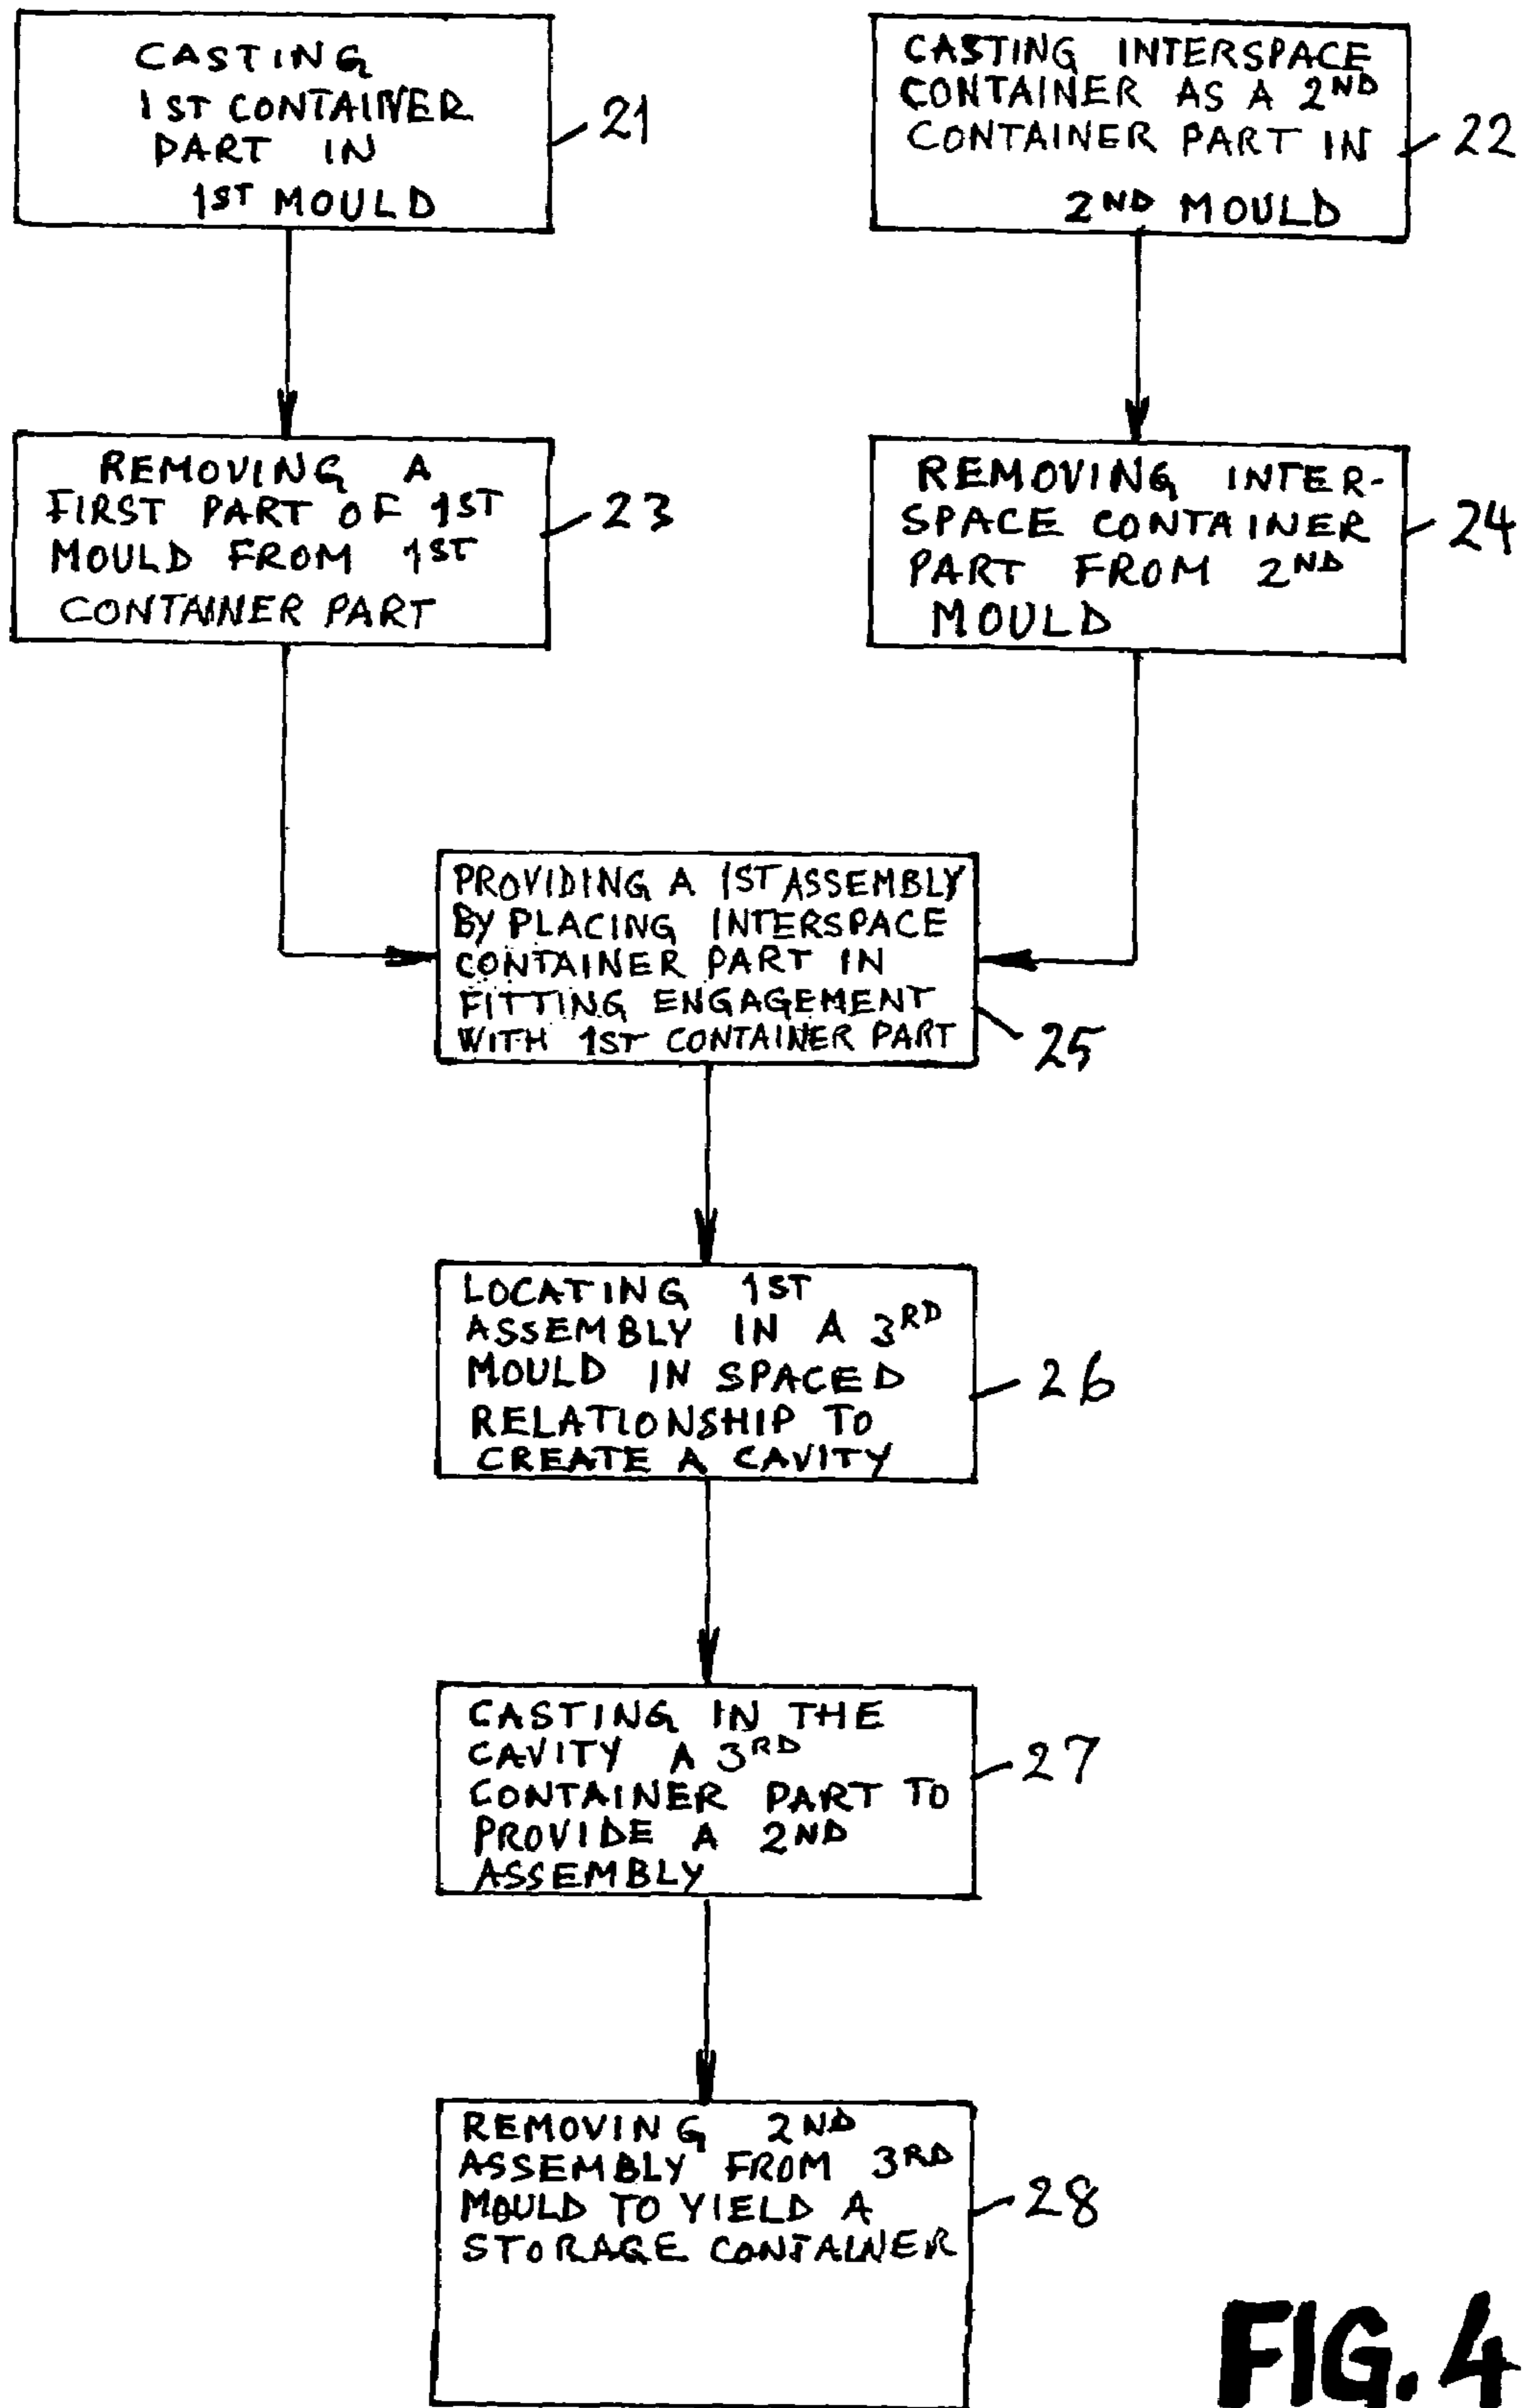 CASTING
1ST CONTAINER
PART IN
1ST MOULD
21
CASTING INTERSPACE
CONTAINER AS A 2ND
CONTAINER PART IN
2ND MOULD
22
REMOVING A
FIRST PART OF 1ST
MOULD FROM 1ST
CONTAINER PART
23
REMOVING INTER-
SPACE CONTAINER
PART FROM 2ND
MOULD
24
PROVIDING A 1ST ASSEMBLY
BY PLACING INTERSPACE
CONTAINER PART IN
FITTING ENGAGEMENT
WITH 1ST CONTAINER PART
25
LOCATING 1ST
ASSEMBLY IN A 3RD
MOULD IN SPACED
RELATIONSHIP TO
CREATE A CAVITY
26
CASTING IN THE
CAVITY A 3RD
CONTAINER PART TO
PROVIDE A 2ND
ASSEMBLY
27
REMOVING 2ND
ASSEMBLY FROM 3RD
MOULD TO YIELD A
STORAGE CONTAINER
28
FIG. 4